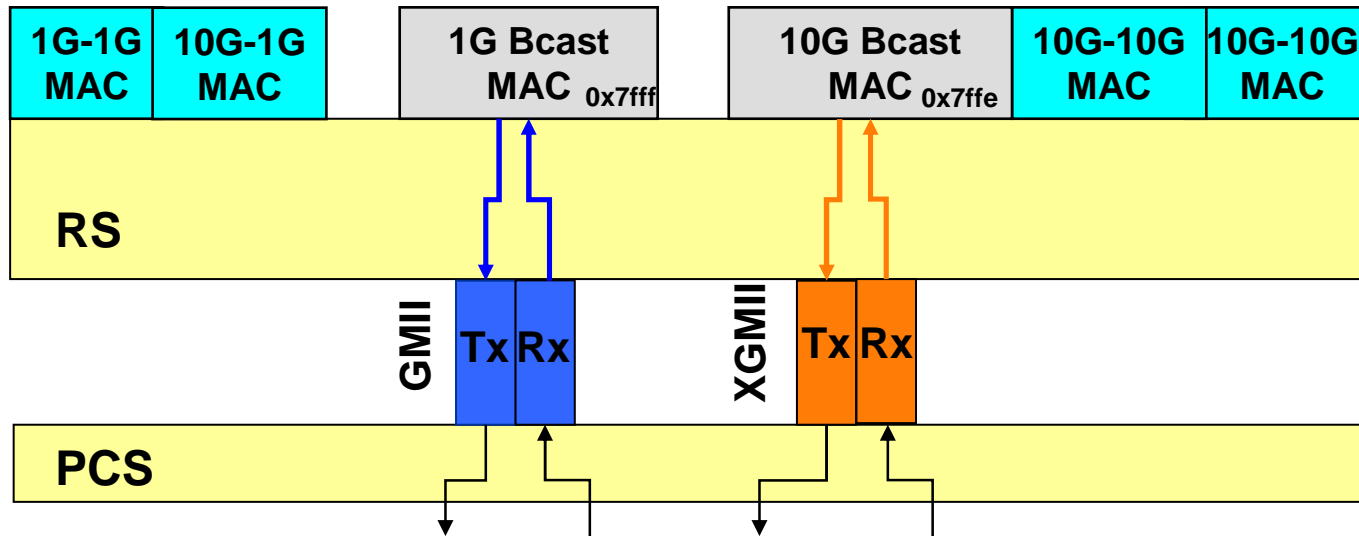 1G-1G
MAC
10G-1G
MAC
1G Bcast
MAC 0x7fff
10G Bcast
MAC 0x7ffe
10G-10G
MAC
10G-10G
MAC
RS
GMII
Tx
Rx
XGMII
Tx
Rx
PCS